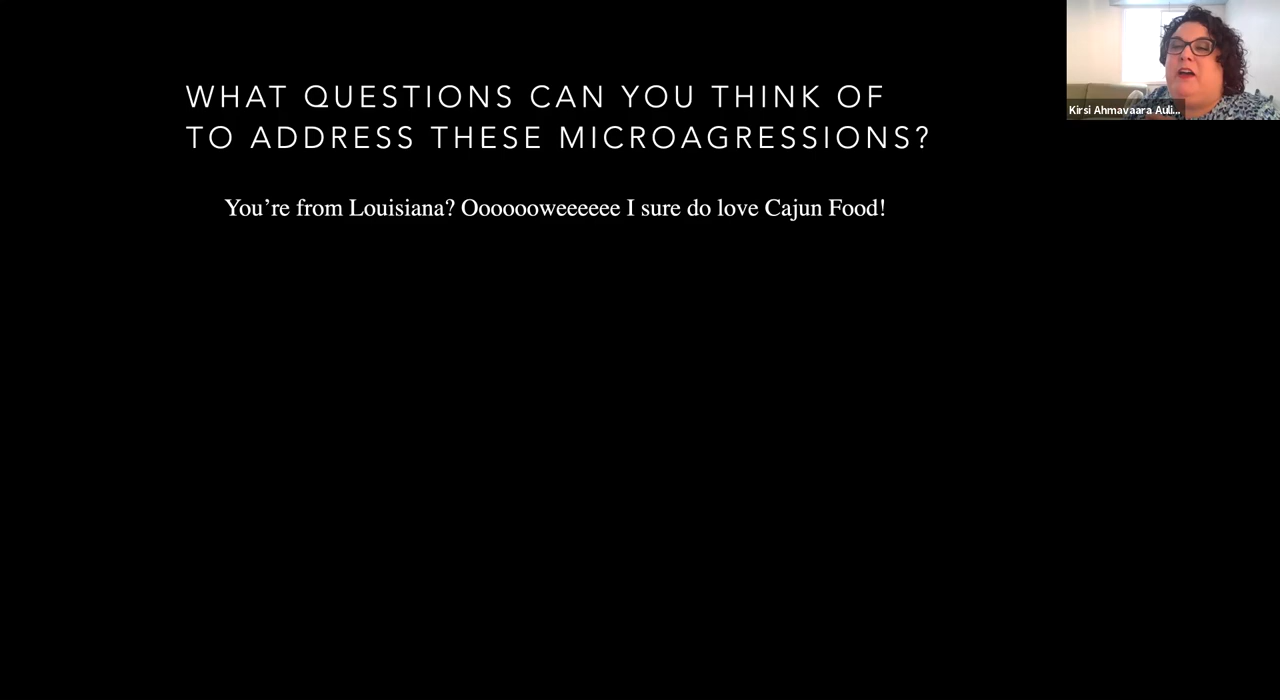 WHAT QUESTIONS CAN YOU THINK OF
TO ADDRESS THESE MICROAGRESSIONS?
You’re from Louisiana? Ooooooweeeeee I sure do love Cajun Food!
Kirsi Ahmavaara Auli...